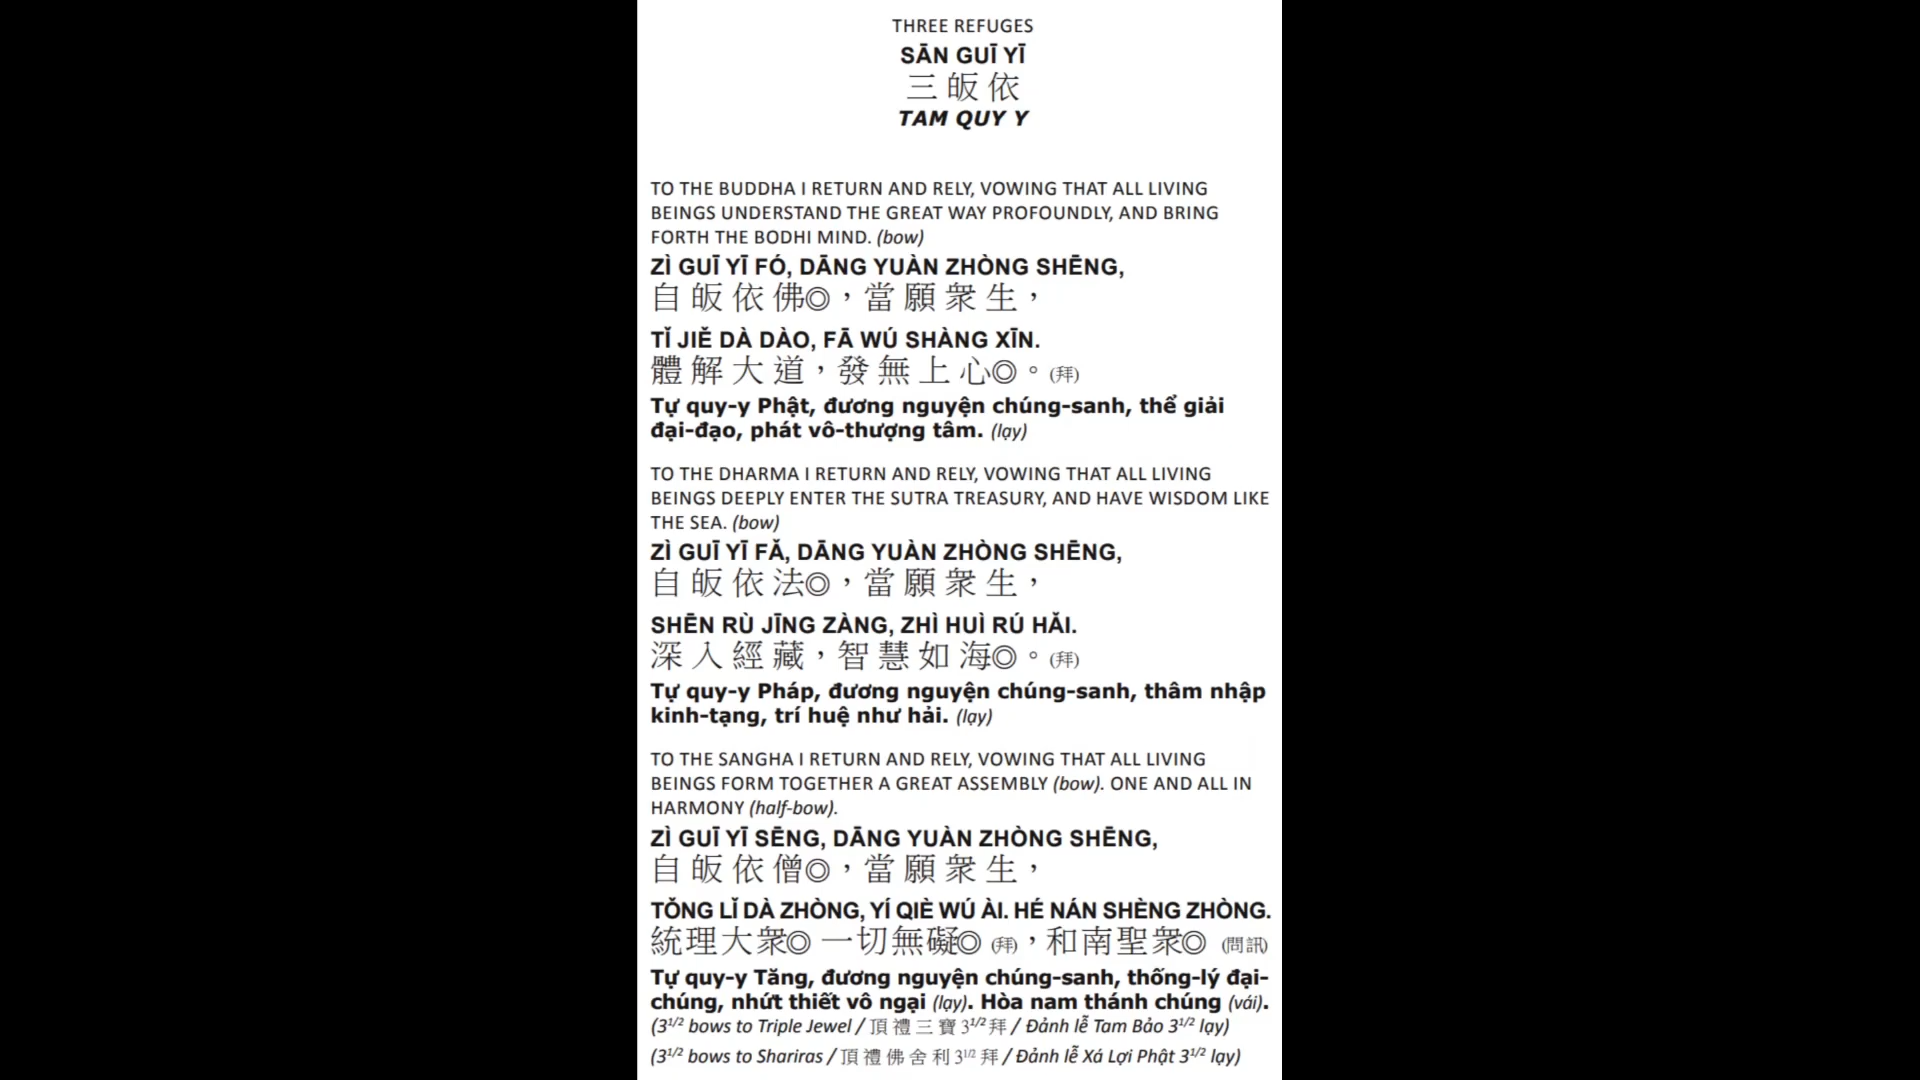 THREE REFUGES
SĀN GUĪ YĪ
三皈依
TAM QUY Y
TO THE BUDDHA I RETURN AND RELY, VOWING THAT ALL LIVING
BEINGS UNDERSTAND THE GREAT WAY PROFOUNDLY, AND BRING
FORTH THE BODHI MIND. (bow)
ZÌ GUĪ YĪ FÓ, DĀNG YUÀN ZHÒNG SHĒNG,
自皈依佛◎，當願衆生，
TǏ JIĚ DÀ DÀO, FĀ WÚ SHÀNG XĪN.
體解大道，發無上心◎。(拜)
Tự quy-y Phật, đương nguyện chúng-sanh, thể giải
đại-đạo, phát vô-thượng tâm. (lạy)
TO THE DHARMA I RETURN AND RELY, VOWING THAT ALL LIVING
BEINGS DEEPLY ENTER THE SUTRA TREASURY, AND HAVE WISDOM LIKE
THE SEA. (bow)
ZÌ GUĪ YĪ FǍ, DĀNG YUÀN ZHÒNG SHĒNG,
自皈依法◎，當願衆生，
SHĒN RÙ JĪNG ZÀNG, ZHÌ HUÌ RÚ HǍI.
深入經藏，智慧如海◎。(拜)
Tự quy-y Pháp, đương nguyện chúng-sanh, thâm nhập
kinh-tạng, trí huệ như hải. (lạy)
TO THE SANGHA I RETURN AND RELY, VOWING THAT ALL LIVING
BEINGS FORM TOGETHER A GREAT ASSEMBLY (bow). ONE AND ALL IN
HARMONY (half-bow).
ZÌ GUĪ YĪ SĒNG, DĀNG YUÀN ZHÒNG SHĒNG,
自皈依僧◎，當願衆生，
TǑNG LǏ DÀ ZHÒNG, YÍ QIÈ WÚ ÀI. HÉ NÁN SHÈNG ZHÒNG.
統理大衆◎ 一切無礙◎ (拜)，和南聖衆◎ (問訊)
Tự quy-y Tăng, đương nguyện chúng-sanh, thống-lý đại-
chúng, nhứt thiết vô ngại (lạy). Hòa nam thánh chúng (vái).
(31/2 bows to Triple Jewel / 頂禮三寶 31/2拜 / Đảnh lễ Tam Bảo 31/2 lạy)
(31/2 bows to Shariras / 頂禮佛舍利 31/2 拜 / Đảnh lễ Xá Lợi Phật 31/2 lạy)